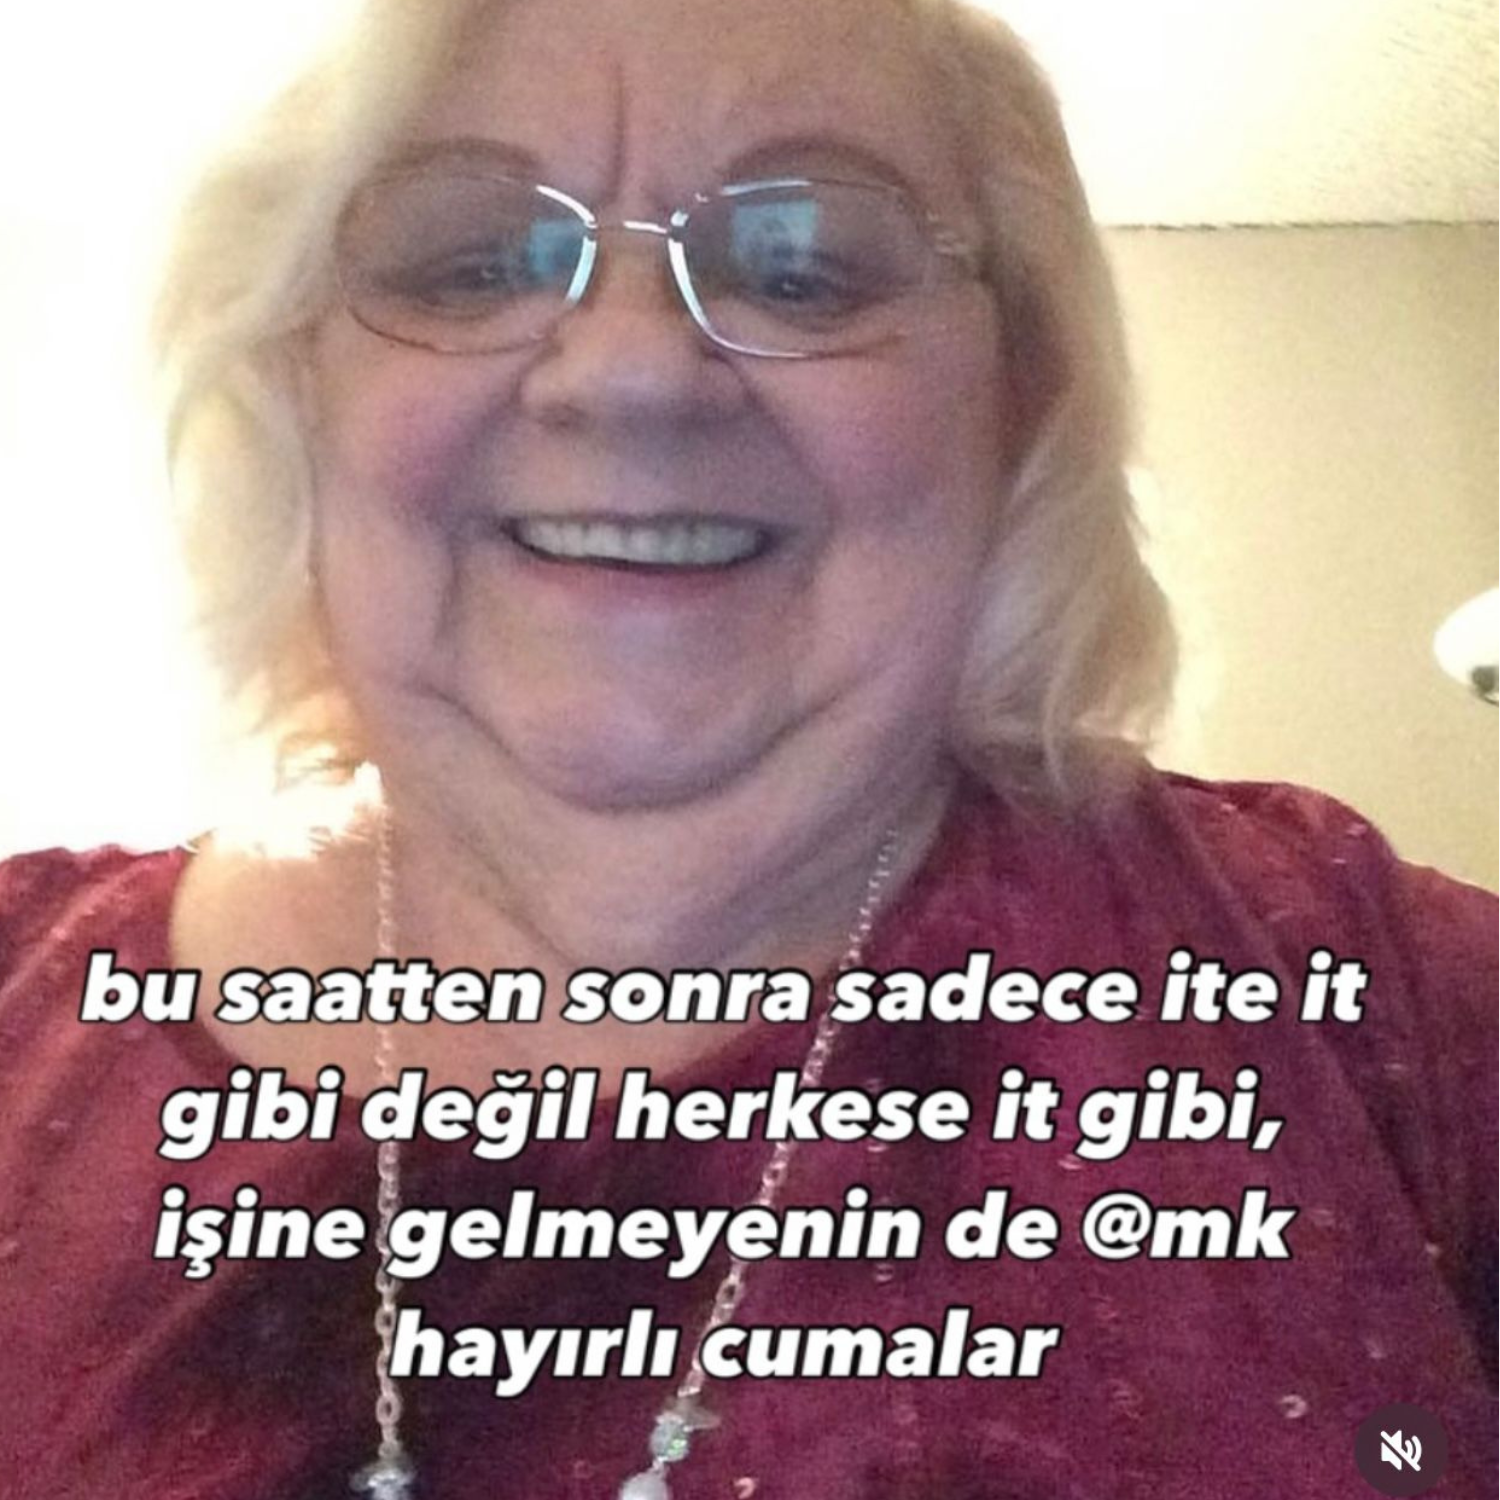 bu saatten sonra sadece ite it
gibi değil herkese it gibi,
işine gelmeyenin de @mk
hayırlı cumalar